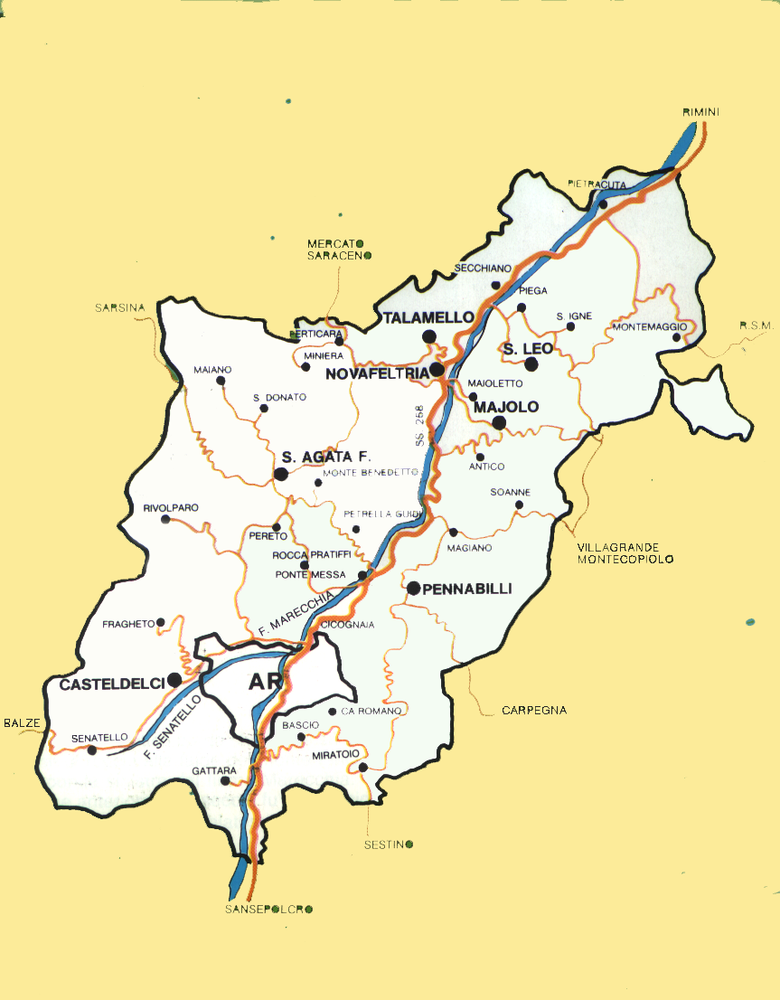 RIMINI
PIETRACUTA
MERCATO
SARACENO
SECCHIANO
PIEGA
SARSINA
TALAMELLO
S. IGNE
MONTEMAGGIO
R.S.M.
PERTICARA
MINIERA
S. LEO
NOVAFELTRIA
MAIANO
MAIOLETTO
S. DONATO
MAJOLO
SS 258
S. AGATA F.
ANTICO
MONTE BENEDETTO
SOANNE
RIVOLPARO
PETRELLA GUIDI
PERETO
MAGIANO
ROCCA PRATIFFI
VILLAGRANDE
MONTECOPIOLO
PONTE MESSA
PENNABILLI
F. MARECCHIA
FRAGHETO
CICOGNAIA
CASTELDELCI
AR
CA ROMANO
CARPEGNA
BALZE
BASCIO
SENATELLO
F. SENATELLO
MIRATOIO
GATTARA
SESTINO
SANSEPOLCRO